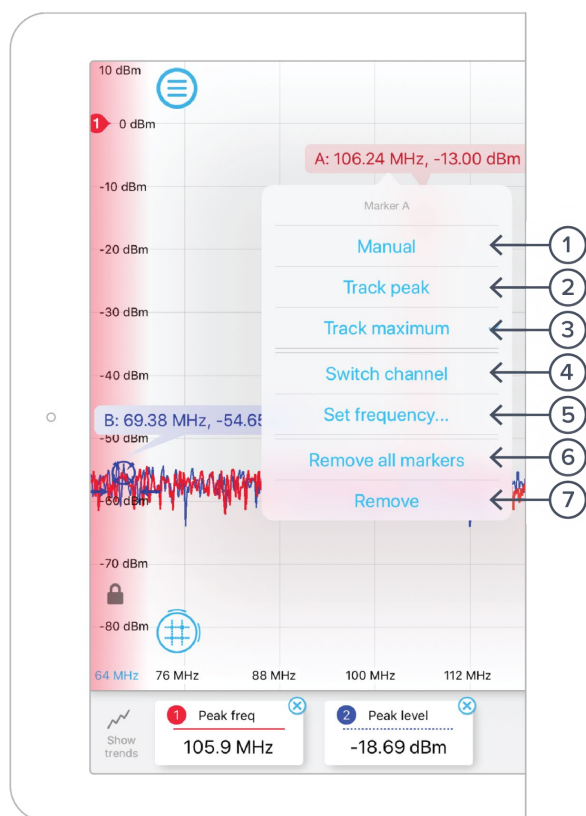 10 dBm
1 0 dBm
A: 106.24 MHz, -13.00 dBm
-10 dBm
Marker A
Manual
1
-20 dBm
Track peak
2
-30 dBm
Track maximum
3
-40 dBm
Switch channel
4
B: 69.38 MHz, -54.65
Set frequency...
5
-50 dBm
Remove all markers
6
-60 dBm
Remove
7
-70 dBm
-80 dBm
64 MHz 76 MHz 88 MHz 100 MHz 112 MHz
Show
trends
1 Peak freq
105.9 MHz
2 Peak level
-18.69 dBm